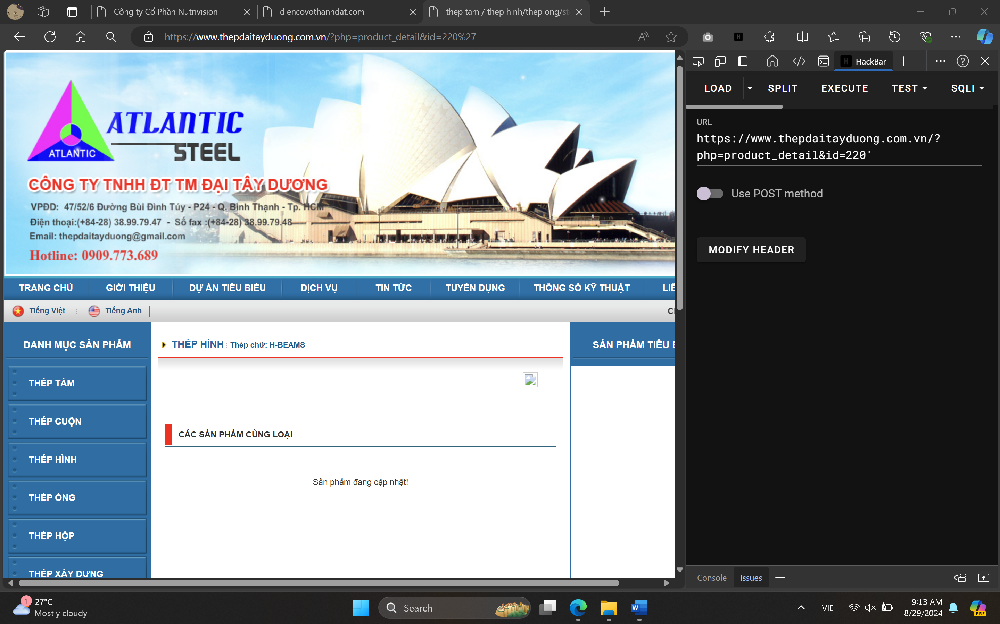 Công ty Cổ Phần Nutrivision
diencovothanhdat.com
thep tam / thep hinh/thep ong/st
https://www.thepdaitayduong.com.vn/?php=product_detail&id=220%27
HackBar
LOAD
SPLIT
EXECUTE
TEST
SQLI
URL
https://www.thepdaitayduong.com.vn/?
php=product_detail&id=220'
Use POST method
MODIFY HEADER
ATLANTIC
ATLANTIC
STEEL
CÔNG TY TNHH ĐT TM ĐẠI TÂY DƯƠNG
VPĐD: 47/52/6 Đường Bùi Đình Túy - P24 - Q. Bình Thạnh - Tp. HCM
Điện thoại:(+84-28) 38.99.79.47 - Số fax :(+84-28) 38.99.79.48
Email: thepdaitayduong@gmail.com
Hotline: 0909.773.689
TRANG CHỦ GIỚI THIỆU DỰ ÁN TIÊU BIỂU DỊCH VỤ TIN TỨC TUYỂN DỤNG THÔNG SỐ KỸ THUẬT LIÊ
Tiếng Việt Tiếng Anh
DANH MỤC SẢN PHẨM
THÉP TẤM
THÉP CUỘN
THÉP HÌNH
THÉP ỐNG
THÉP HỘP
THÉP XÂY DỰNG
THÉP HÌNH Thép chữ: H-BEAMS
CÁC SẢN PHẨM CÙNG LOẠI
Sản phẩm đang cập nhật!
SẢN PHẨM TIÊU
Console
Issues
1
27°C
Mostly cloudy
Search
VIE
9:13 AM
8/29/2024
PRE